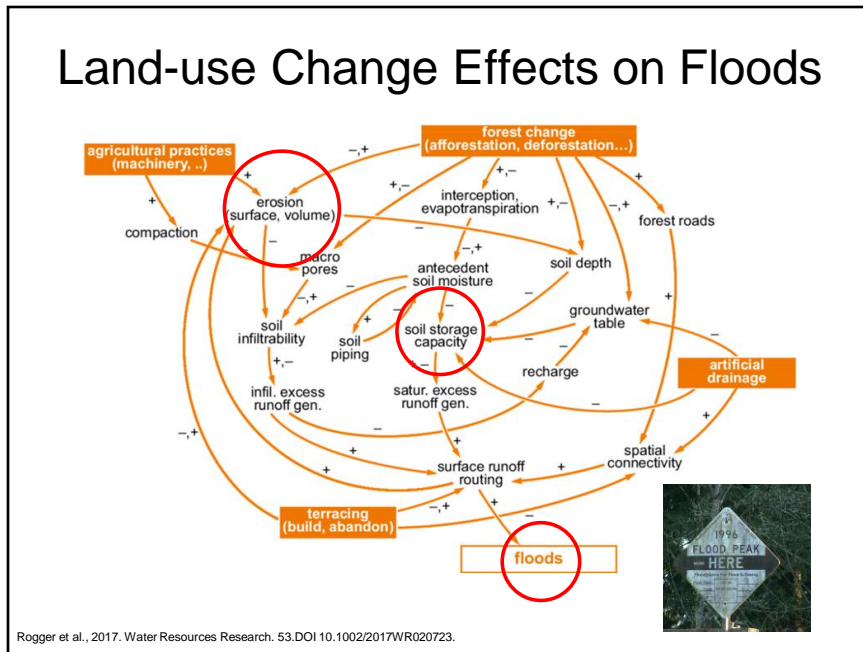 Land-use Change Effects on Floods
agricultural practices
(machinery, ..)
forest change
(afforestation, deforestation...)
–,+
+
+
+,–
+,–
+,–
–,+
+
erosion
(surface, volume)
interception,
evapotranspiration
forest roads
compaction
–
–
–
macro
pores
–,+
antecedent
soil moisture
soil depth
–,+
–
–
–
+
groundwater
table
soil
infiltrability
+
soil
piping
–
soil storage
capacity
–
–
–
+,–
+,–
recharge
artificial
drainage
infil. excess
runoff gen.
satur. excess
runoff gen.
–
–
–,+
+
+
+
+
spatial
connectivity
+
surface runoff
routing
terracing
(build, abandon)
–,+
+
–
floods
1996
FLOOD PEAK
HERE
Rogger et al., 2017. Water Resources Research. 53.DOI 10.1002/2017WR020723.